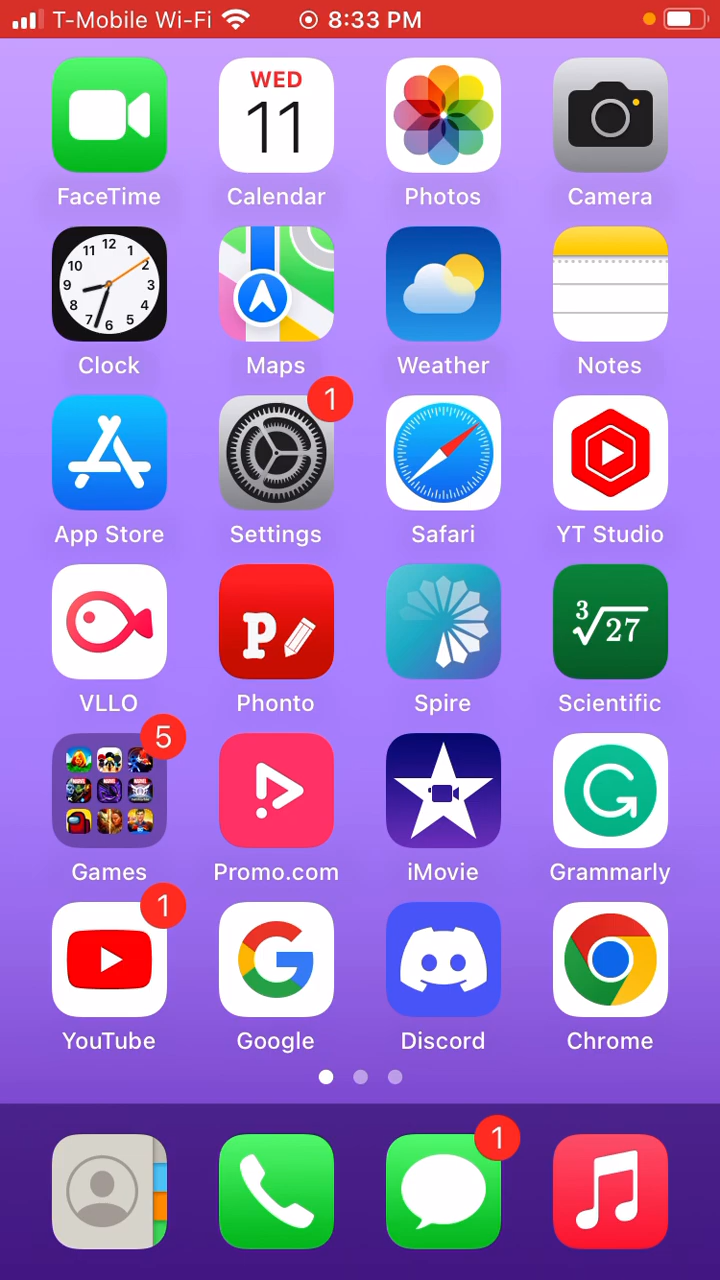 T-Mobile Wi-Fi 8:33 PM
WED
11
FaceTime Calendar Photos Camera
12
11 1
10 2
9 3
8 4
7 5
6
Clock Maps Weather Notes
1
App Store Settings Safari YT Studio
P 3√27
VLLO Phonto Spire Scientific
5
Games Promo.com iMovie Grammarly
1
YouTube Google Discord Chrome
1